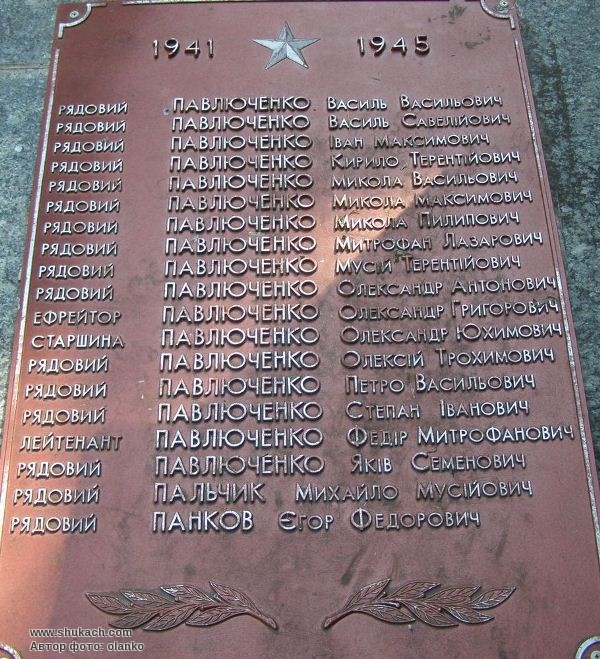 1941 1945
РЯДОВИЙ ПАВЛЮЧЕНКО ВАСИЛЬ ВАСИЛЬОВИЧ
РЯДОВИЙ ПАВЛЮЧЕНКО ВАСИЛЬ САВЕЛІЙОВИЧ
РЯДОВИЙ ПАВЛЮЧЕНКО ІВАН МАКСИМОВИЧ
РЯДОВИЙ ПАВЛЮЧЕНКО КИРИЛО ТЕРЕНТІЙОВИЧ
РЯДОВИЙ ПАВЛЮЧЕНКО МИКОЛА ВАСИЛЬОВИЧ
РЯДОВИЙ ПАВЛЮЧЕНКО МИКОЛА МАКСИМОВИЧ
РЯДОВИЙ ПАВЛЮЧЕНКО МИКОЛА ПИЛИПОВИЧ
РЯДОВИЙ ПАВЛЮЧЕНКО МИТРОФАН ЛАЗАРОВИЧ
РЯДОВИЙ ПАВЛЮЧЕНКО МУСІЙ ТЕРЕНТІЙОВИЧ
РЯДОВИЙ ПАВЛЮЧЕНКО ОЛЕКСАНДР АНТОНОВИЧ
ЕФРЕЙТОР ПАВЛЮЧЕНКО ОЛЕКСАНДР ГРИГОРОВИЧ
СТАРШИНА ПАВЛЮЧЕНКО ОЛЕКСАНДР ЮХИМОВИЧ
РЯДОВИЙ ПАВЛЮЧЕНКО ОЛЕКСІЙ ТРОХИМОВИЧ
РЯДОВИЙ ПАВЛЮЧЕНКО ПЕТРО ВАСИЛЬОВИЧ
РЯДОВИЙ ПАВЛЮЧЕНКО СТЕПАН ІВАНОВИЧ
ЛЕЙТЕНАНТ ПАВЛЮЧЕНКО ФЕДІР МИТРОФАНОВИЧ
РЯДОВИЙ ПАВЛЮЧЕНКО ЯКІВ СЕМЕНОВИЧ
РЯДОВИЙ ПАЛЬЧИК МИХАЙЛО МУСІЙОВИЧ
РЯДОВИЙ ПАНКОВ ЄГОР ФЕДОРОВИЧ
www.shukach.com
Автор фото: olanko